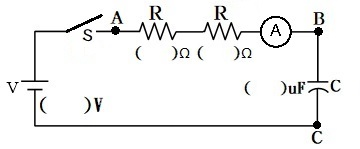 A R R A B
S ( )Ω ( )Ω
V ( )V ( )uF C
C